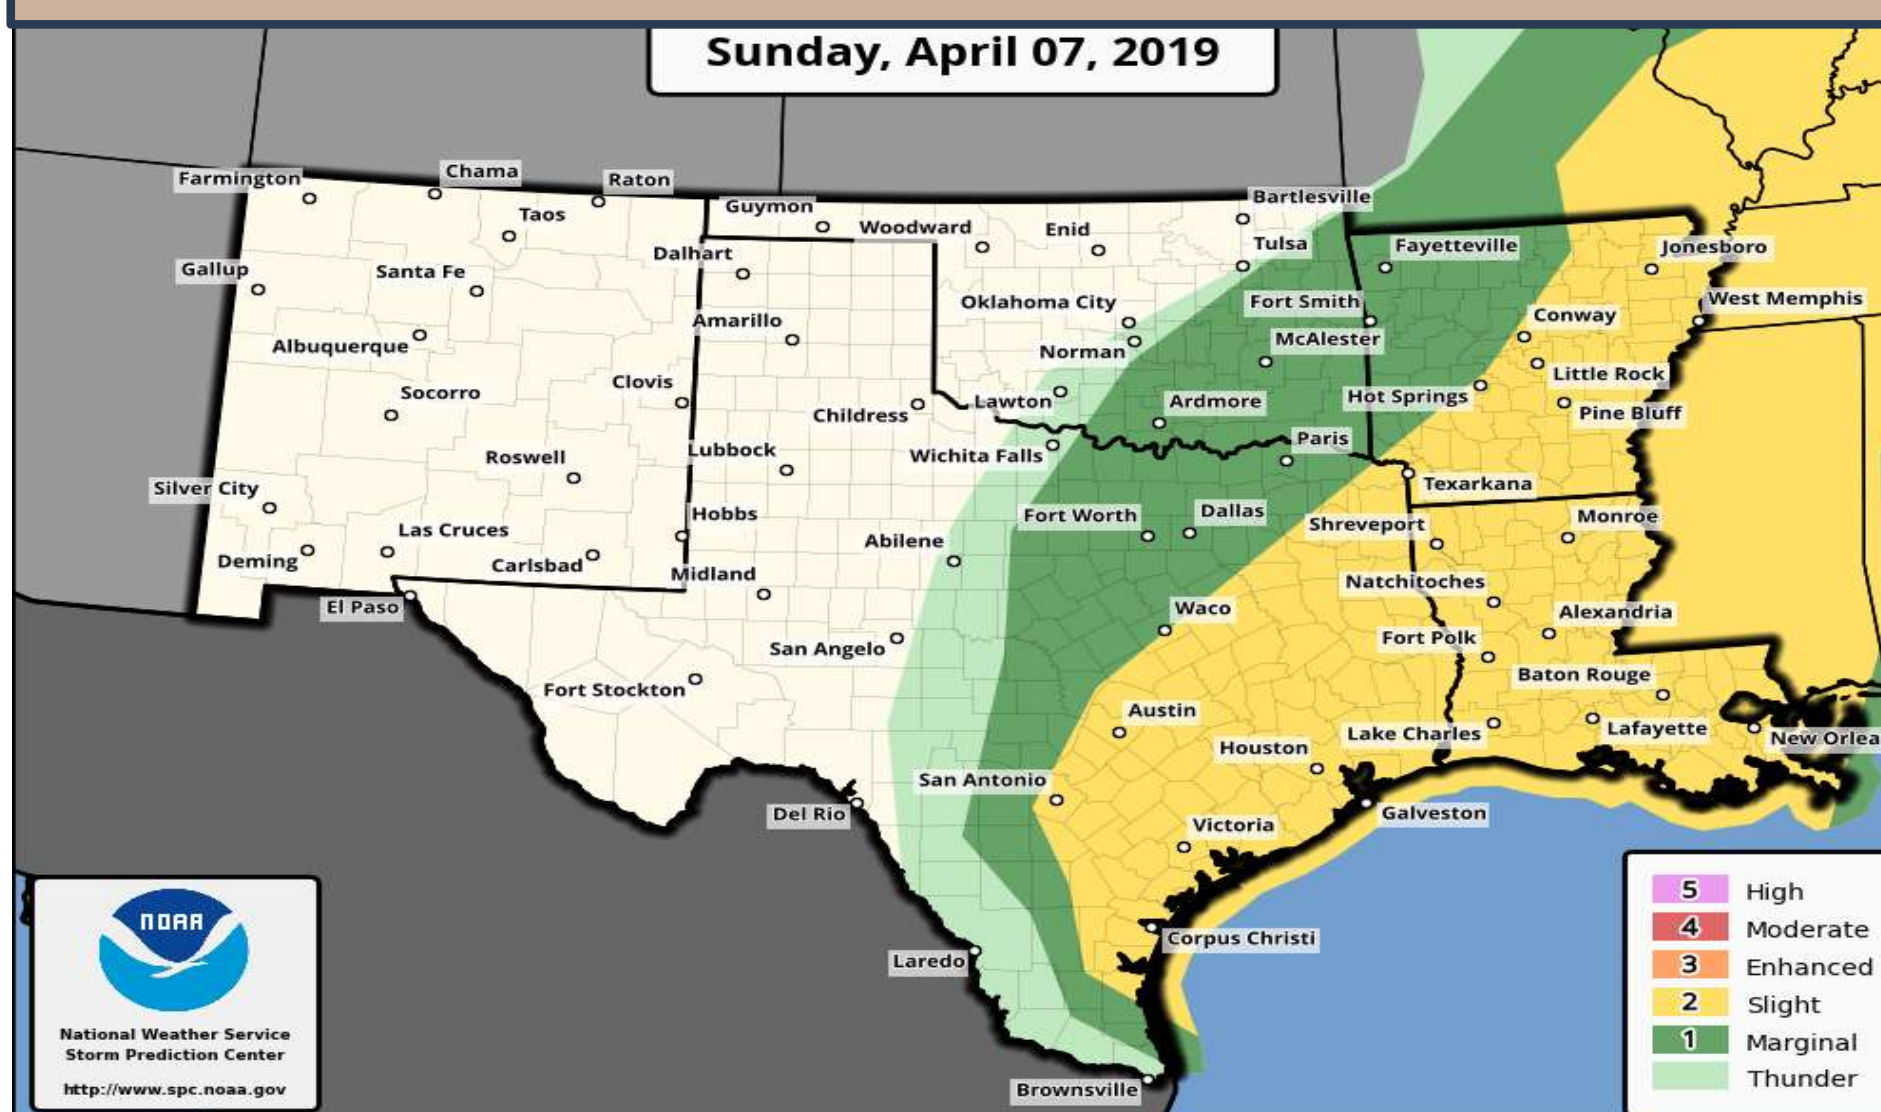 Sunday, April 07, 2019
Farmington
Chama
Raton
Taos
Guymon
Woodward
Enid
Bartlesville
Tulsa
Dalhart
Gallup
Santa Fe
Fayetteville
Jonesboro
Oklahoma City
Fort Smith
West Memphis
Amarillo
Conway
Albuquerque
Norman
McAlester
Little Rock
Socorro
Clovis
Childress
Lawton
Ardmore
Hot Springs
Pine Bluff
Paris
Roswell
Lubbock
Wichita Falls
Silver City
Texarkana
Las Cruces
Hobbs
Fort Worth
Dallas
Shreveport
Monroe
Deming
Carlsbad
Abilene
Midland
Natchitoches
El Paso
Waco
Alexandria
San Angelo
Fort Polk
Fort Stockton
Baton Rouge
Austin
Houston
Lake Charles
Lafayette
New Orlea
San Antonio
Del Rio
Galveston
Victoria
Corpus Christi
Laredo
Brownsville
NOAA
National Weather Service
Storm Prediction Center
http://www.spc.noaa.gov
5 High
4 Moderate
3 Enhanced
2 Slight
1 Marginal
Thunder